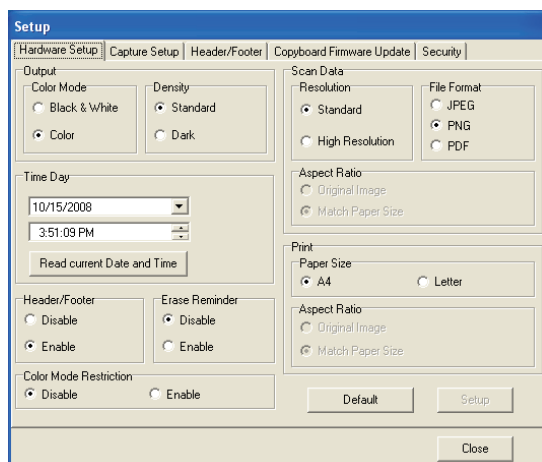 Setup
Hardware Setup Capture Setup Header/Footer Copyboard Firmware Update Security
Output
Color Mode
Black & White
Color
Density
Standard
Dark
Time Day
10/15/2008
3:51:09 PM
Read current Date and Time
Header/Footer
Disable
Enable
Erase Reminder
Disable
Enable
Color Mode Restriction
Disable Enable
Scan Data
Resolution
Standard
High Resolution
File Format
JPEG
PNG
PDF
Aspect Ratio
Original Image
Match Paper Size
Print
Paper Size
A4 Letter
Aspect Ratio
Original Image
Match Paper Size
Default Setup
Close